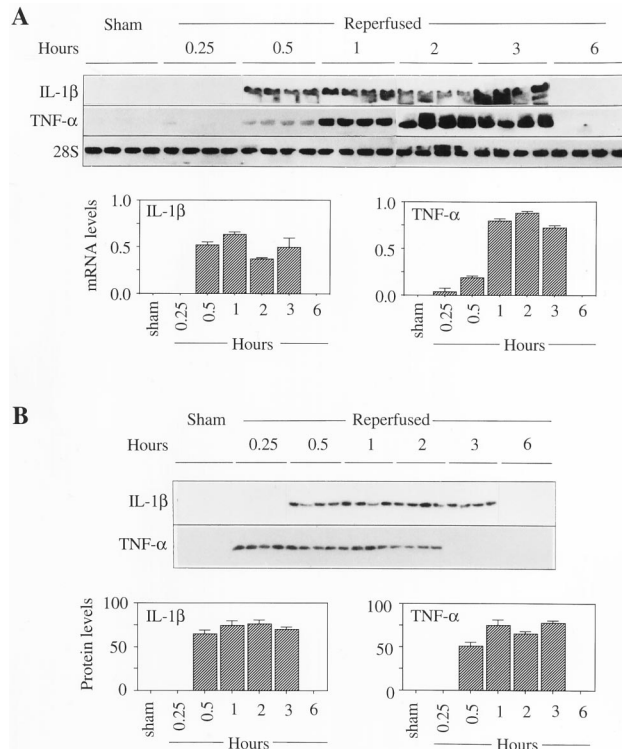 A
Sham Reperfused
Hours 0.25 0.5 1 2 3 6
IL-1β
TNF-α
28S
mRNA levels
1.0
0.5
0.0
IL-1β
sham 0.25 0.5 1 2 3 6
Hours
1.0
0.5
0.0
TNF-α
sham 0.25 0.5 1 2 3 6
Hours
B
Sham Reperfused
Hours 0.25 0.5 1 2 3 6
IL-1β
TNF-α
Protein levels
100
50
0
IL-1β
sham 0.25 0.5 1 2 3 6
Hours
100
50
0
TNF-α
sham 0.25 0.5 1 2 3 6
Hours